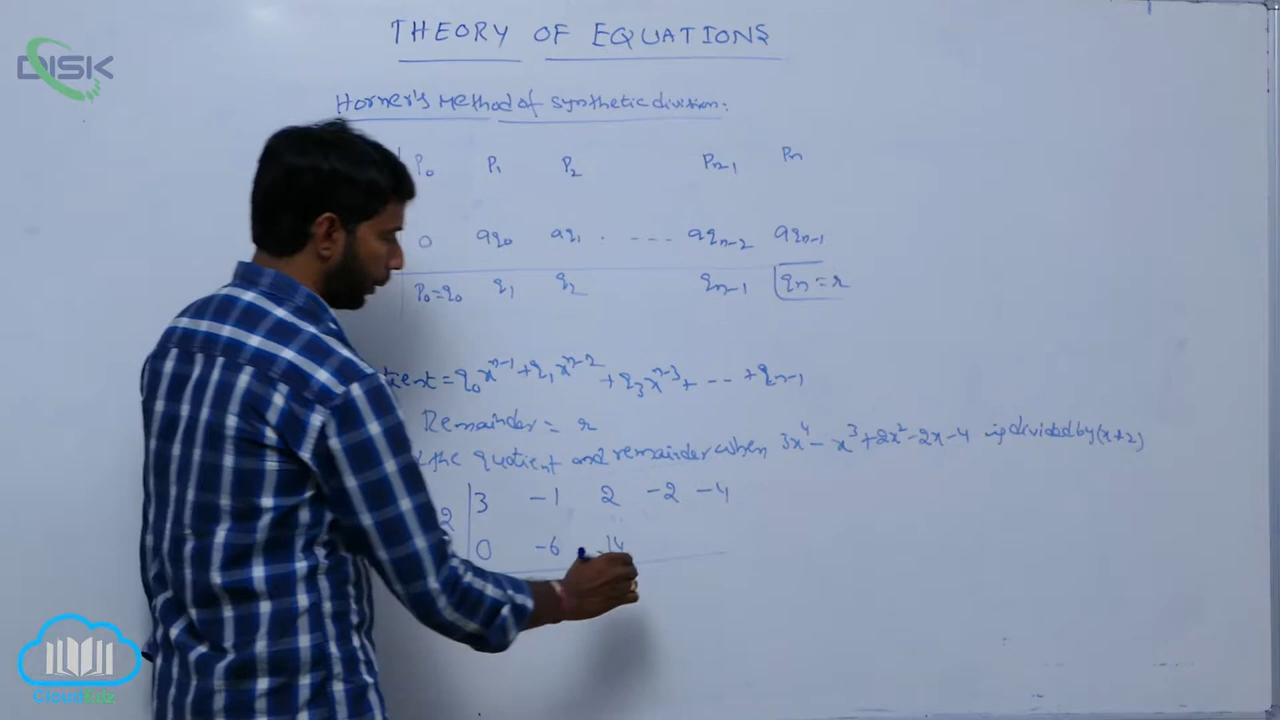 DISK
THEORY OF EQUATIONS
Horner's Method of synthetic division:
P₀ P₁ P₂ Pₙ₋₁ Pₙ
0 aq₀ aq₁ . --- aqₙ₋₂ aqₙ₋₁
P₀=q₀ q₁ q₂ qₙ₋₁ qₙ=r
= q₀xⁿ⁻¹+q₁xⁿ⁻²+q₃xⁿ⁻³+ -- +qₙ₋₁
Remainder = r
the quotient and remainder when 3x⁴-x³+2x²-2x-4 is divided by (x+2)
2 3 -1 2 -2 -4
0 -6 14
CloudEdz